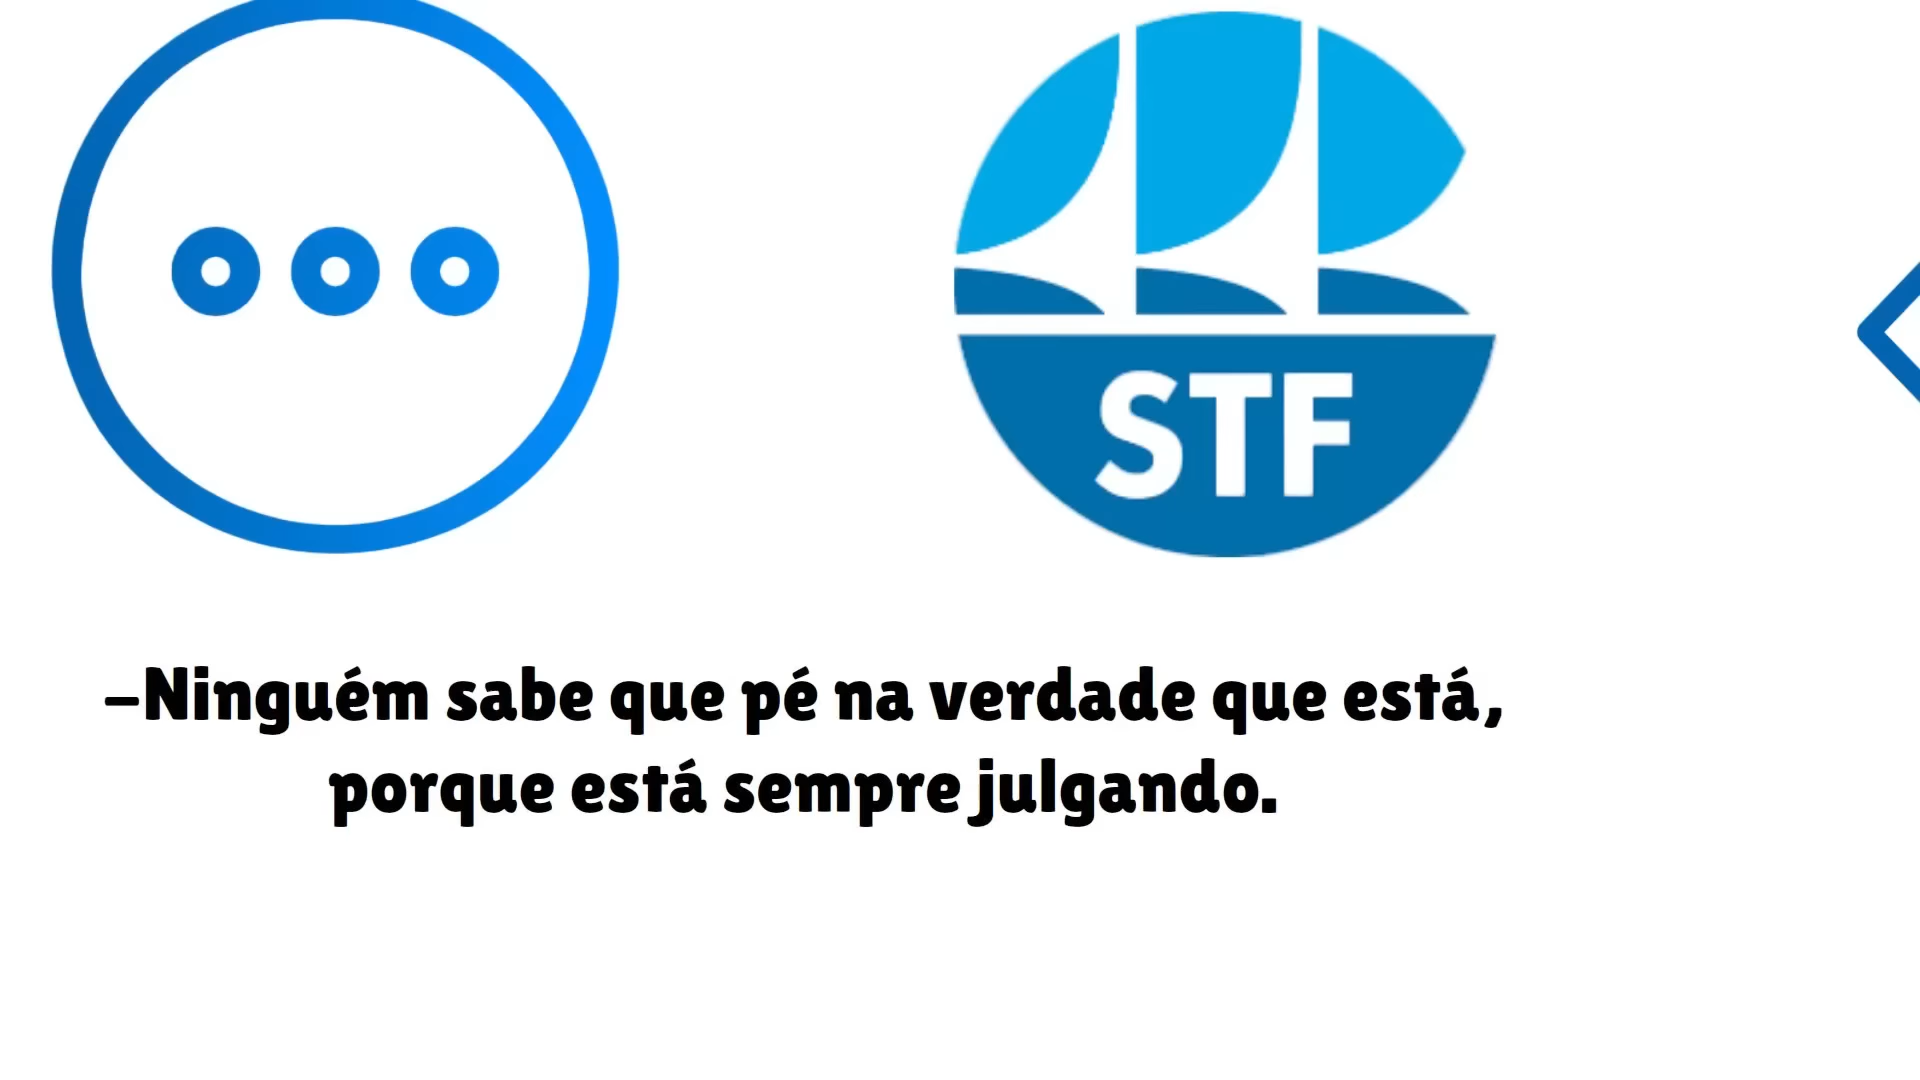 STF
-Ninguém sabe que pé na verdade que está,
porque está sempre julgando.